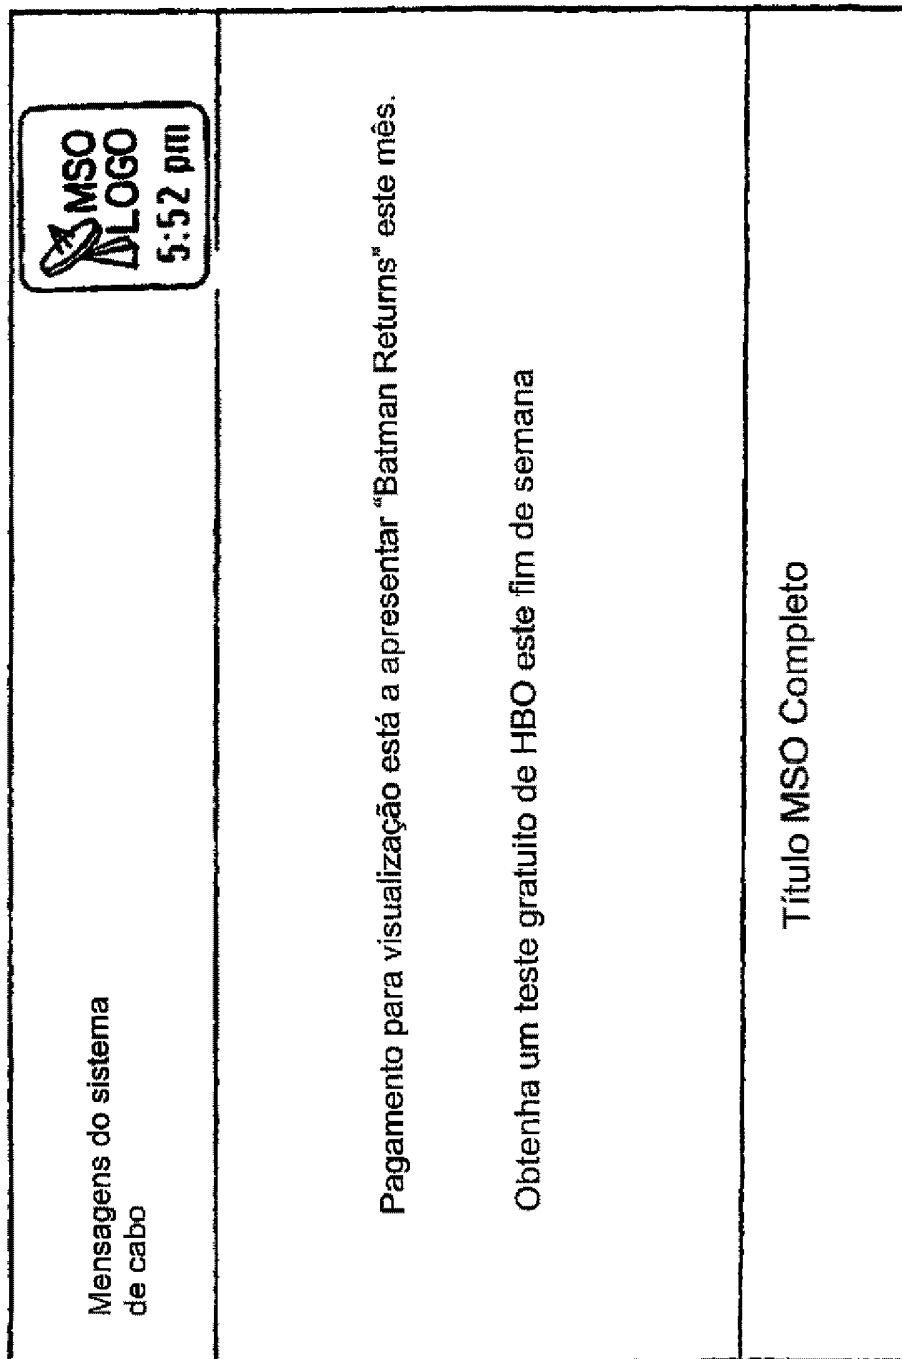 Mensagens do sistema
de cabo
MSO
LOGO
5:52 pm
Pagamento para visualização está a apresentar “Batman Returns” este mês.
Obtenha um teste gratuito de HBO este fim de semana
Título MSO Completo